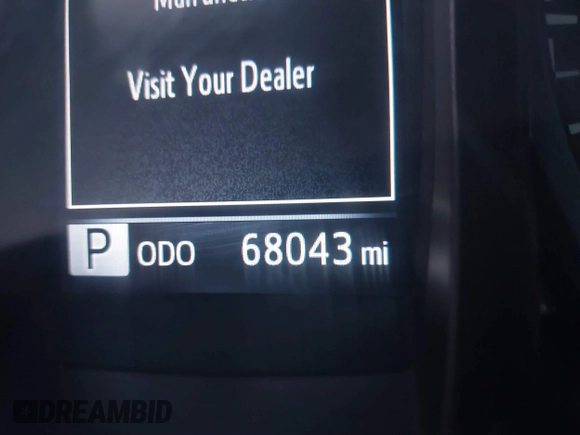 Visit Your Dealer
P ODO 68043 mi
DREAMBID